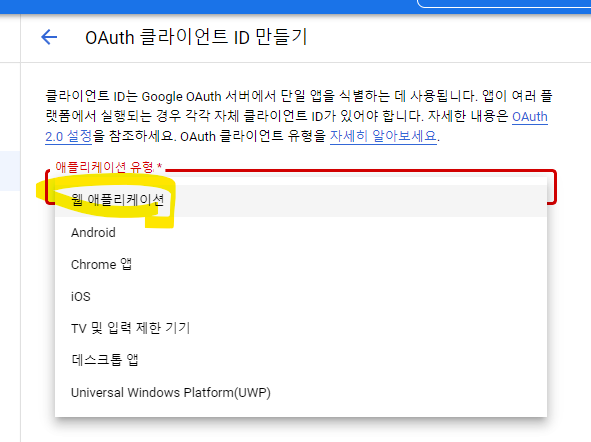 OAuth 클라이언트 ID 만들기
클라이언트 ID는 Google OAuth 서버에서 단일 앱을 식별하는 데 사용됩니다. 앱이 여러 플
랫폼에서 실행되는 경우 각각 자체 클라이언트 ID가 있어야 합니다. 자세한 내용은 OAuth
2.0 설정을 참조하세요. OAuth 클라이언트 유형을 자세히 알아보세요.
애플리케이션 유형 *
웹 애플리케이션
Android
Chrome 앱
iOS
TV 및 입력 제한 기기
데스크톱 앱
Universal Windows Platform(UWP)